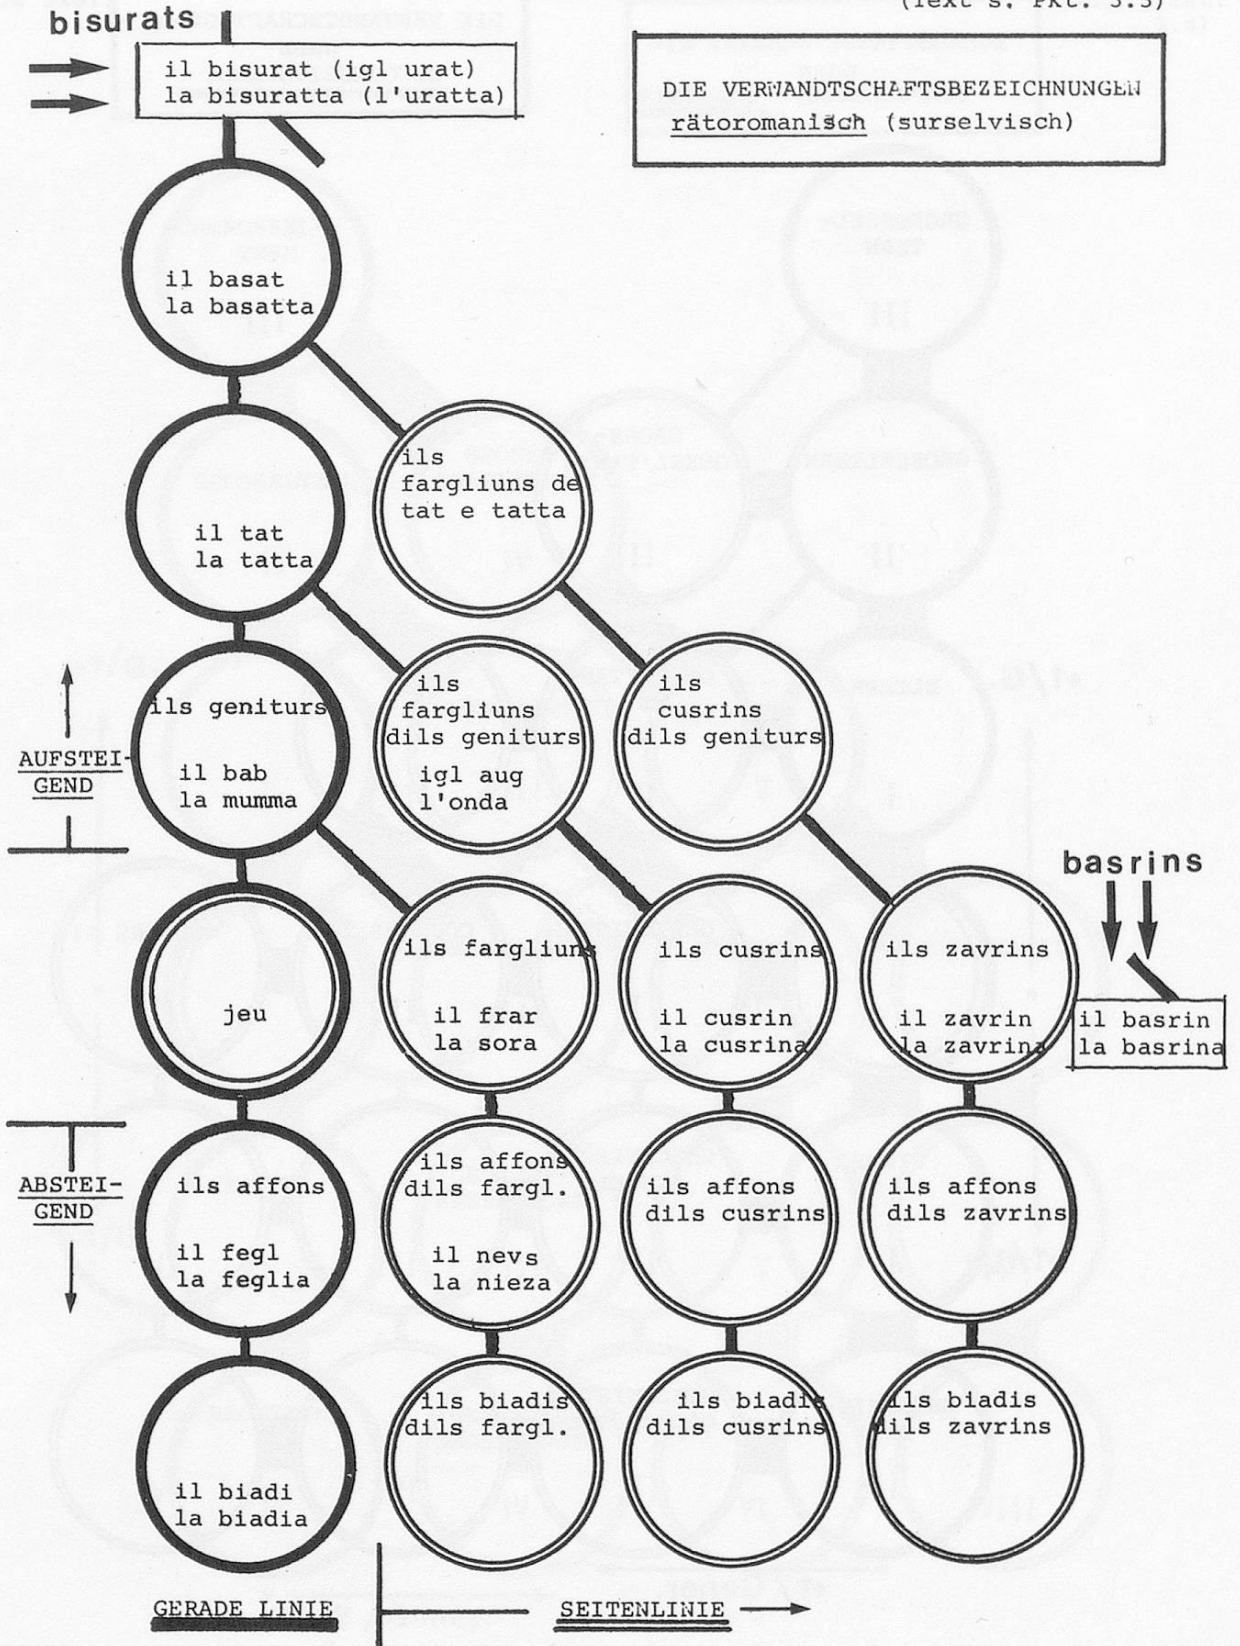 (Text s. Pkt. 3.3)
bisurats
il bisurat (igl urat)
la bisuratta (l'uratta)
DIE VERWANDTSCHAFTSBEZEICHNUNGEN
rätoromanisch (surselvisch)
il basat
la basatta
ils
fargliuns de
tat e tatta
il tat
la tatta
ils geniturs
il bab
la mumma
ils
fargliuns
dils geniturs
igl aug
l'onda
ils
cusrins
dils geniturs
AUFSTEI-
GEND
basrins
jeu
ils fargliuns
il frar
la sora
ils cusrins
il cusrin
la cusrina
ils zavrins
il zavrin
la zavrina
il basrin
la basrina
ABSTEI-
GEND
ils affons
il fegl
la feglia
ils affons
dils fargl.
il nevs
la nieza
ils affons
dils cusrins
ils affons
dils zavrins
il biadi
la biadia
ils biadis
dils fargl.
ils biadis
dils cusrins
ils biadis
dils zavrins
GERADE LINIE
SEITENLINIE